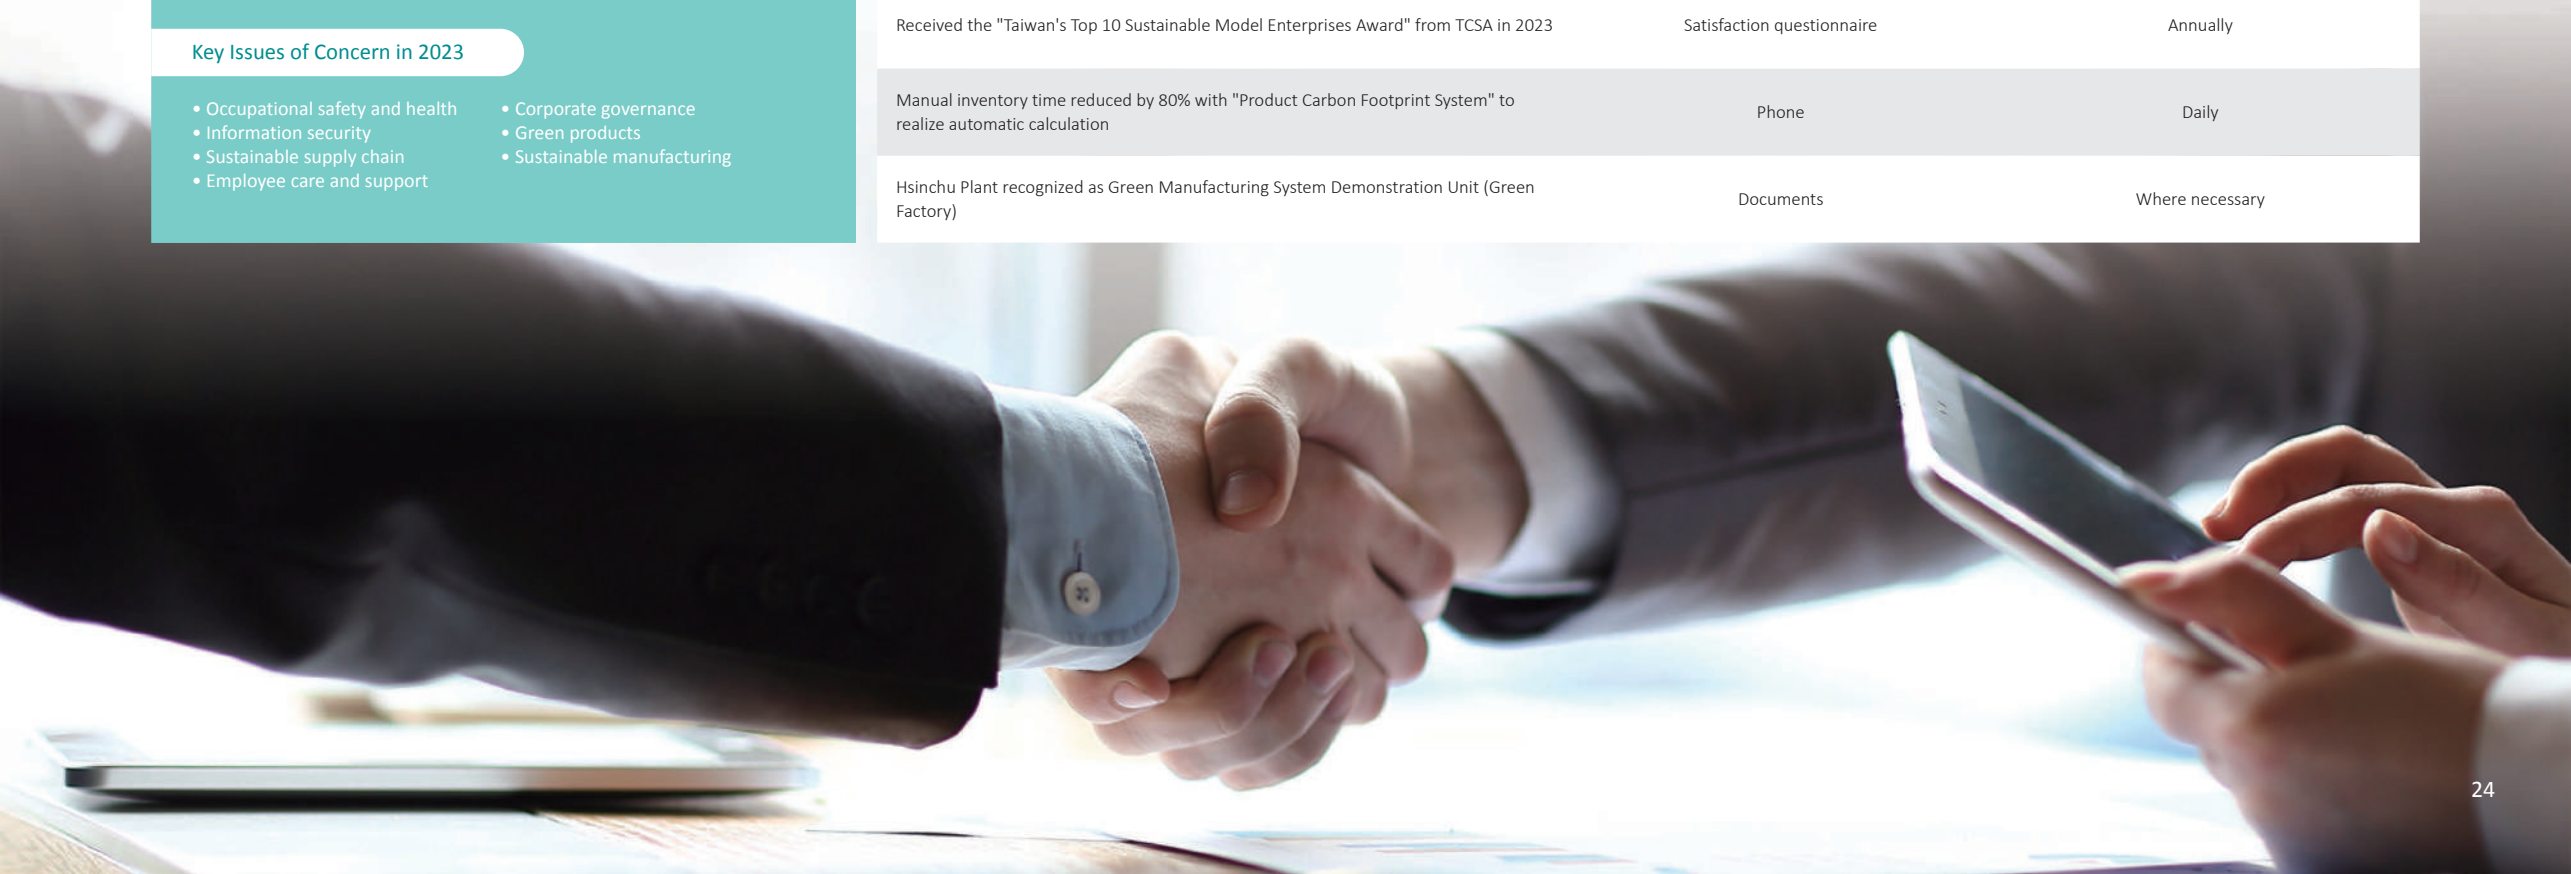 Key Issues of Concern in 2023
• Occupational safety and health
• Information security
• Sustainable supply chain
• Employee care and support
• Corporate governance
• Green products
• Sustainable manufacturing
Received the "Taiwan's Top 10 Sustainable Model Enterprises Award" from TCSA in 2023
Satisfaction questionnaire
Annually
Manual inventory time reduced by 80% with "Product Carbon Footprint System" to
realize automatic calculation
Phone
Daily
Hsinchu Plant recognized as Green Manufacturing System Demonstration Unit (Green
Factory)
Documents
Where necessary
24